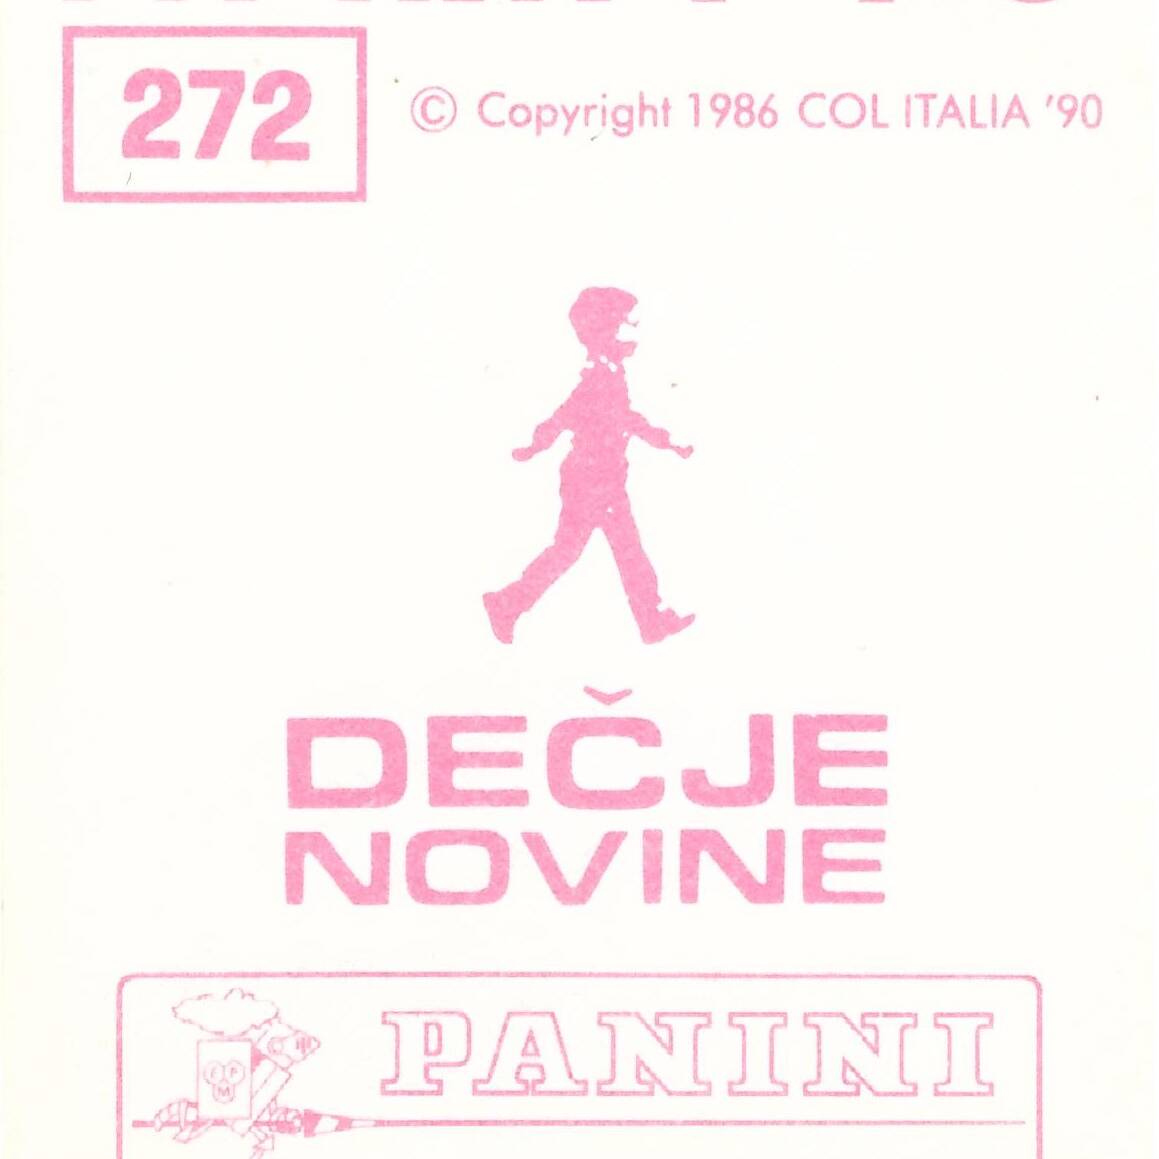 272
© Copyright 1986 COL ITALIA '90
DEČJE
NOVINE
PANINI